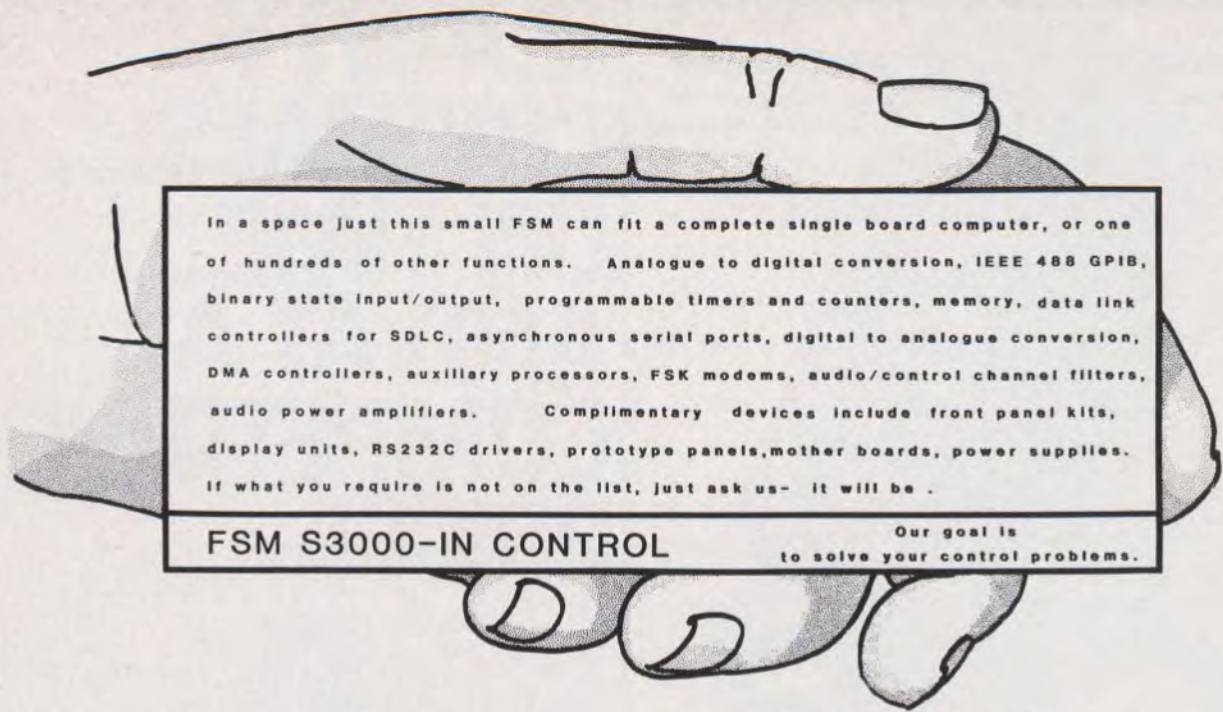 In a space just this small FSM can fit a complete single board computer, or one
of hundreds of other functions. Analogue to digital conversion, IEEE 488 GPIB,
binary state input/output, programmable timers and counters, memory, data link
controllers for SDLC, asynchronous serial ports, digital to analogue conversion,
DMA controllers, auxiliary processors, FSK modems, audio/control channel filters,
audio power amplifiers. Complimentary devices include front panel kits,
display units, RS232C drivers, prototype panels,mother boards, power supplies.
If what you require is not on the list, just ask us- it will be .
FSM S3000-IN CONTROL
Our goal is
to solve your control problems.